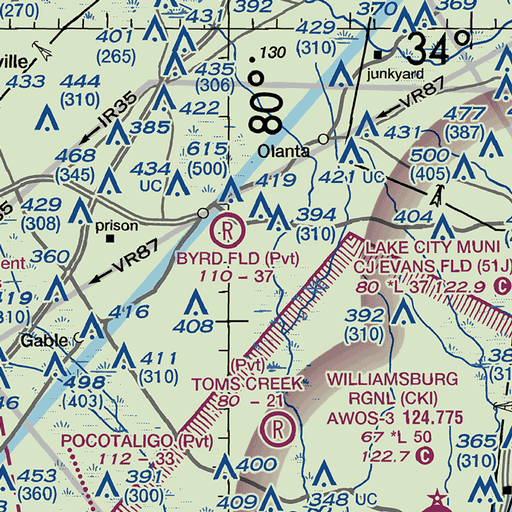 (270)
431
392
370
389
401
(265)
429
(310)
34°
ville
435
(306)
130
junkyard
433
444
(310)
IR35
422
80°
VR87
477
(387)
385
Olanta
431
468
(345)
434
UC
615
(500)
421 UC
500
(405)
419
429
(308)
prison
R
394
(310)
404
VR87
BYRD FLD (Pvt)
110 - 37
LAKE CITY MUNI
CJ EVANS FLD (51J)
80 *L 37 122.9 C
360
419
(310)
416
408
392
(310)
Gable
411
(310)
498
(403)
(Pvt)
TOMS CREEK
80 - 21
R
WILLIAMSBURG
RGNL (CKI)
AWOS-3 124.775
67 *L 50
122.7 C
POCOTALIGO (Pvt)
112 - 33
365
(310)
453
(360)
391
(300)
400
409
348 UC